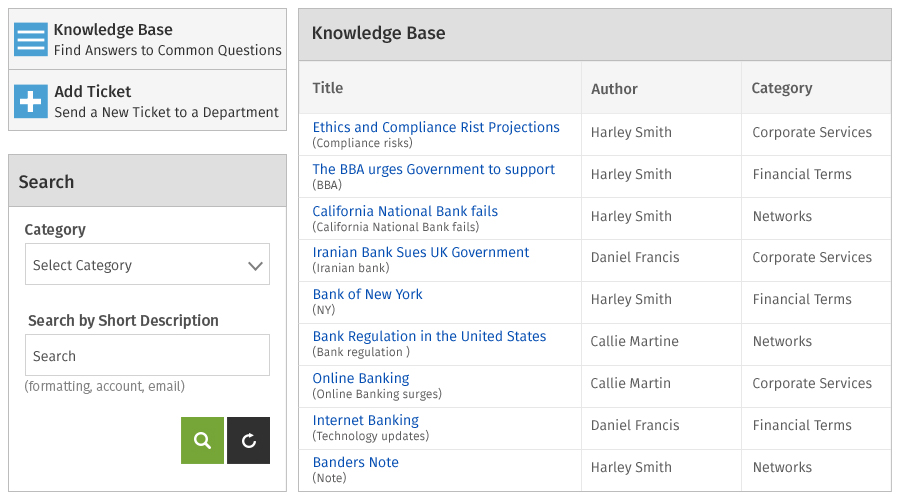 Knowledge Base
Find Answers to Common Questions
Add Ticket
Send a New Ticket to a Department
Search
Category
Select Category
Search by Short Description
Search
(formatting, account, email)
Knowledge Base
Title Author Category
Ethics and Compliance Rist Projections Harley Smith Corporate Services
(Compliance risks)
The BBA urges Government to support Harley Smith Financial Terms
(BBA)
California National Bank fails Harley Smith Networks
(California National Bank fails)
Iranian Bank Sues UK Government Daniel Francis Corporate Services
(Iranian bank)
Bank of New York Harley Smith Financial Terms
(NY)
Bank Regulation in the United States Callie Martine Networks
(Bank regulation )
Online Banking Callie Martin Corporate Services
(Online Banking surges)
Internet Banking Daniel Francis Financial Terms
(Technology updates)
Banders Note Harley Smith Networks
(Note)